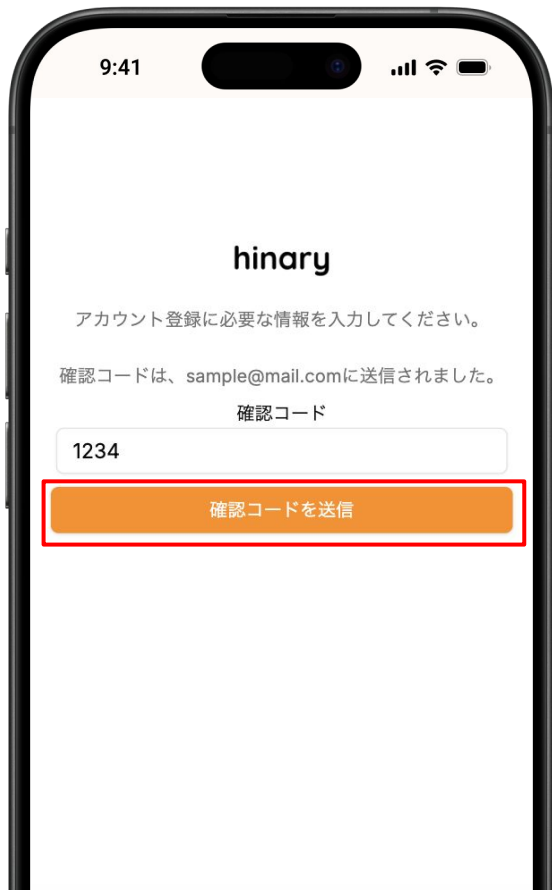 9:41
hinary
アカウント登録に必要な情報を入力してください。
確認コードは、sample@mail.comに送信されました。
確認コード
1234
確認コードを送信